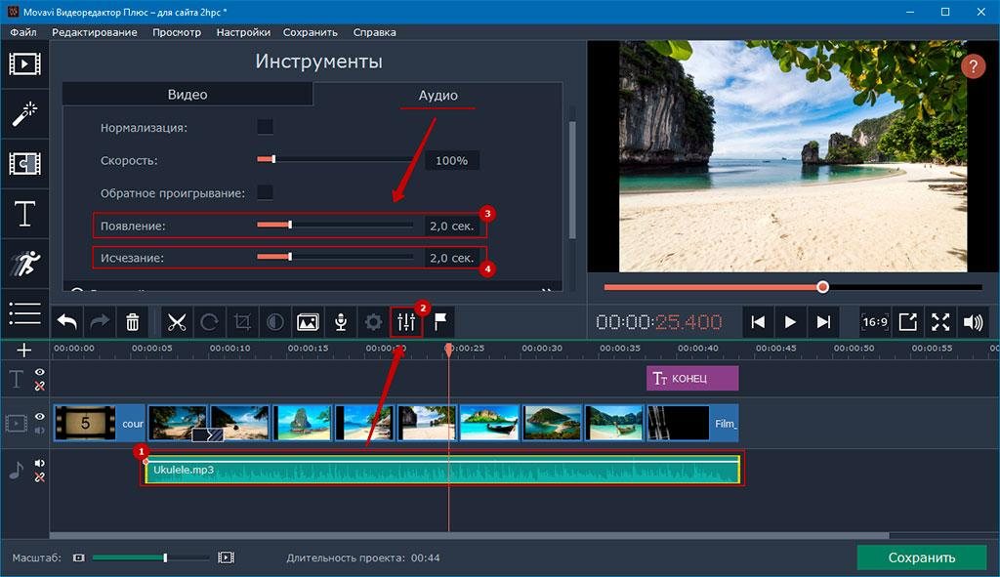 Movavi Видеоредактор Плюс – для сайта 2hpc *
Файл Редактирование Просмотр Настройки Сохранить Справка
Инструменты
Видео Аудио
Нормализация:
Скорость: 100%
Обратное проигрывание:
Появление: 2,0 сек. 3
Исчезание: 2,0 сек. 4
?
2
00:00:25.400 16:9
00:00:00 00:00:05 00:00:10 00:00:15 00:00:20 00:00:25 00:00:30 00:00:35 00:00:40 00:00:45 00:00:50 00:00:55
T Tт КОНЕЦ
5 cour Film_
1
Ukulele.mp3
Масштаб: Длительность проекта: 00:44 Сохранить